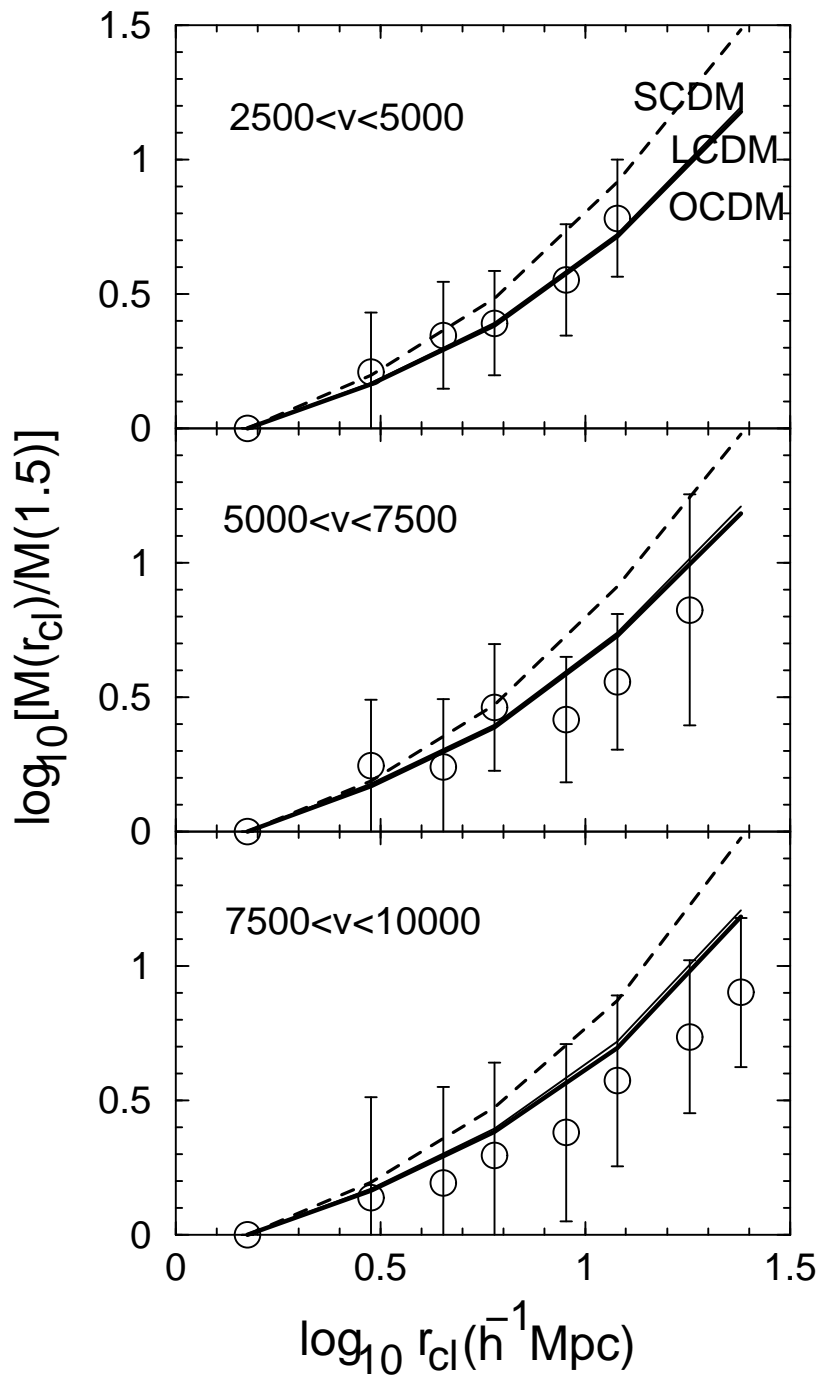 1.5
SCDM
2500<v<5000
LCDM
1
OCDM
0.5
0
5000<v<7500
1
0.5
0
7500<v<10000
1
0.5
0
0 0.5 1 1.5
log10[M(rcl)/M(1.5)]
log10 rcl(h-1Mpc)